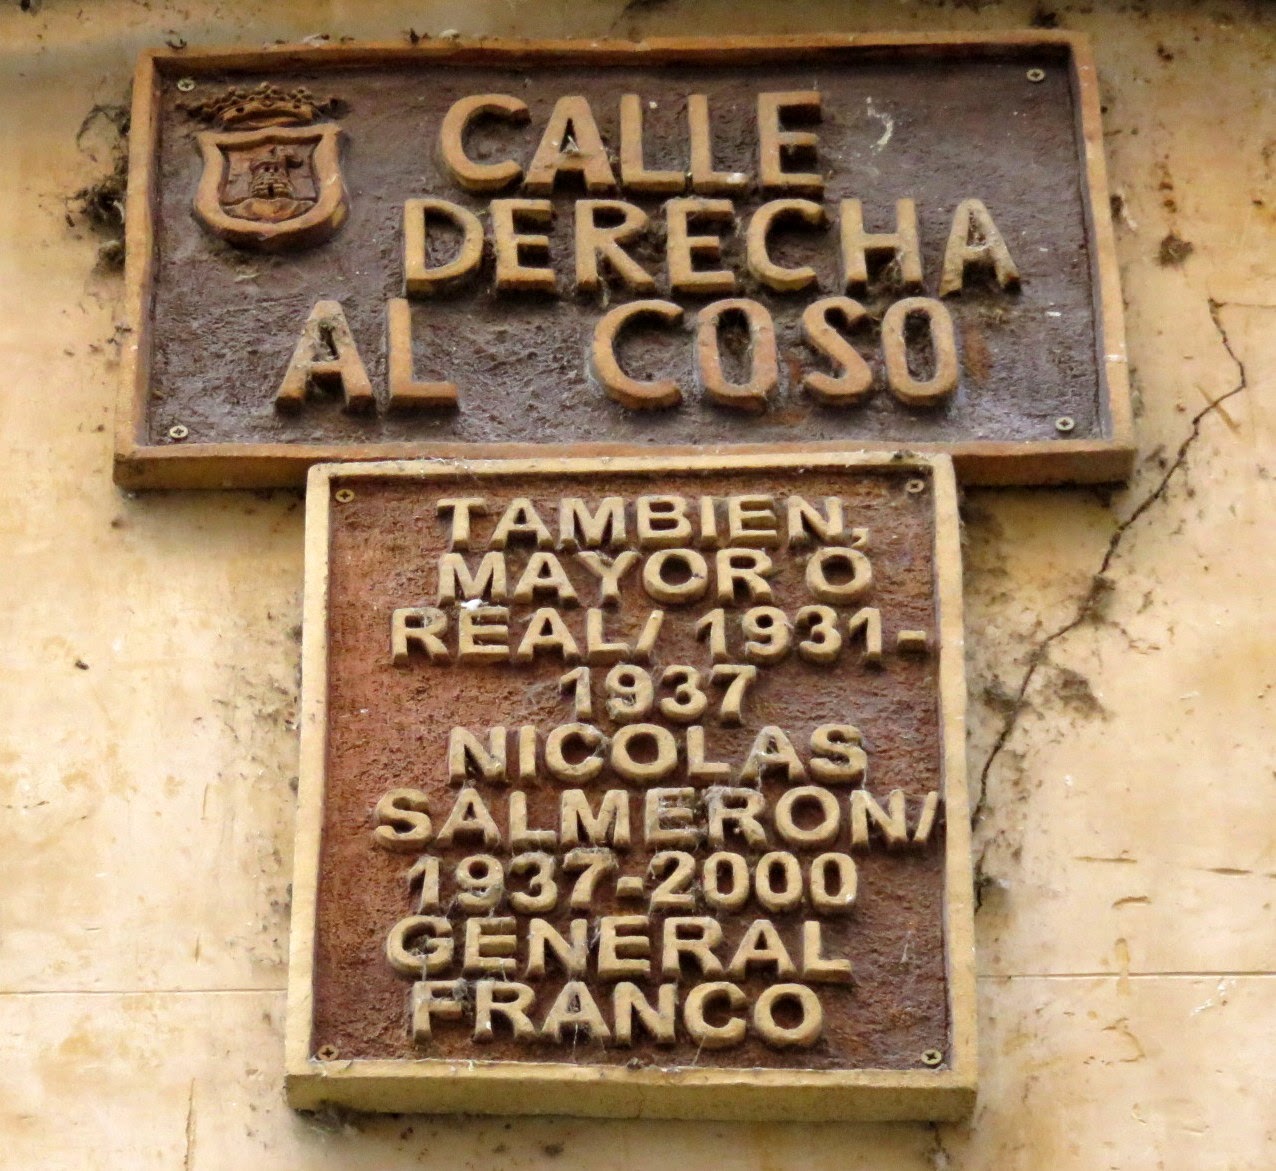 CALLE
DERECHA
AL COSO
TAMBIEN,
MAYOR O
REAL/ 1931-
1937
NICOLAS
SALMERON/
1937-2000
GENERAL
FRANCO